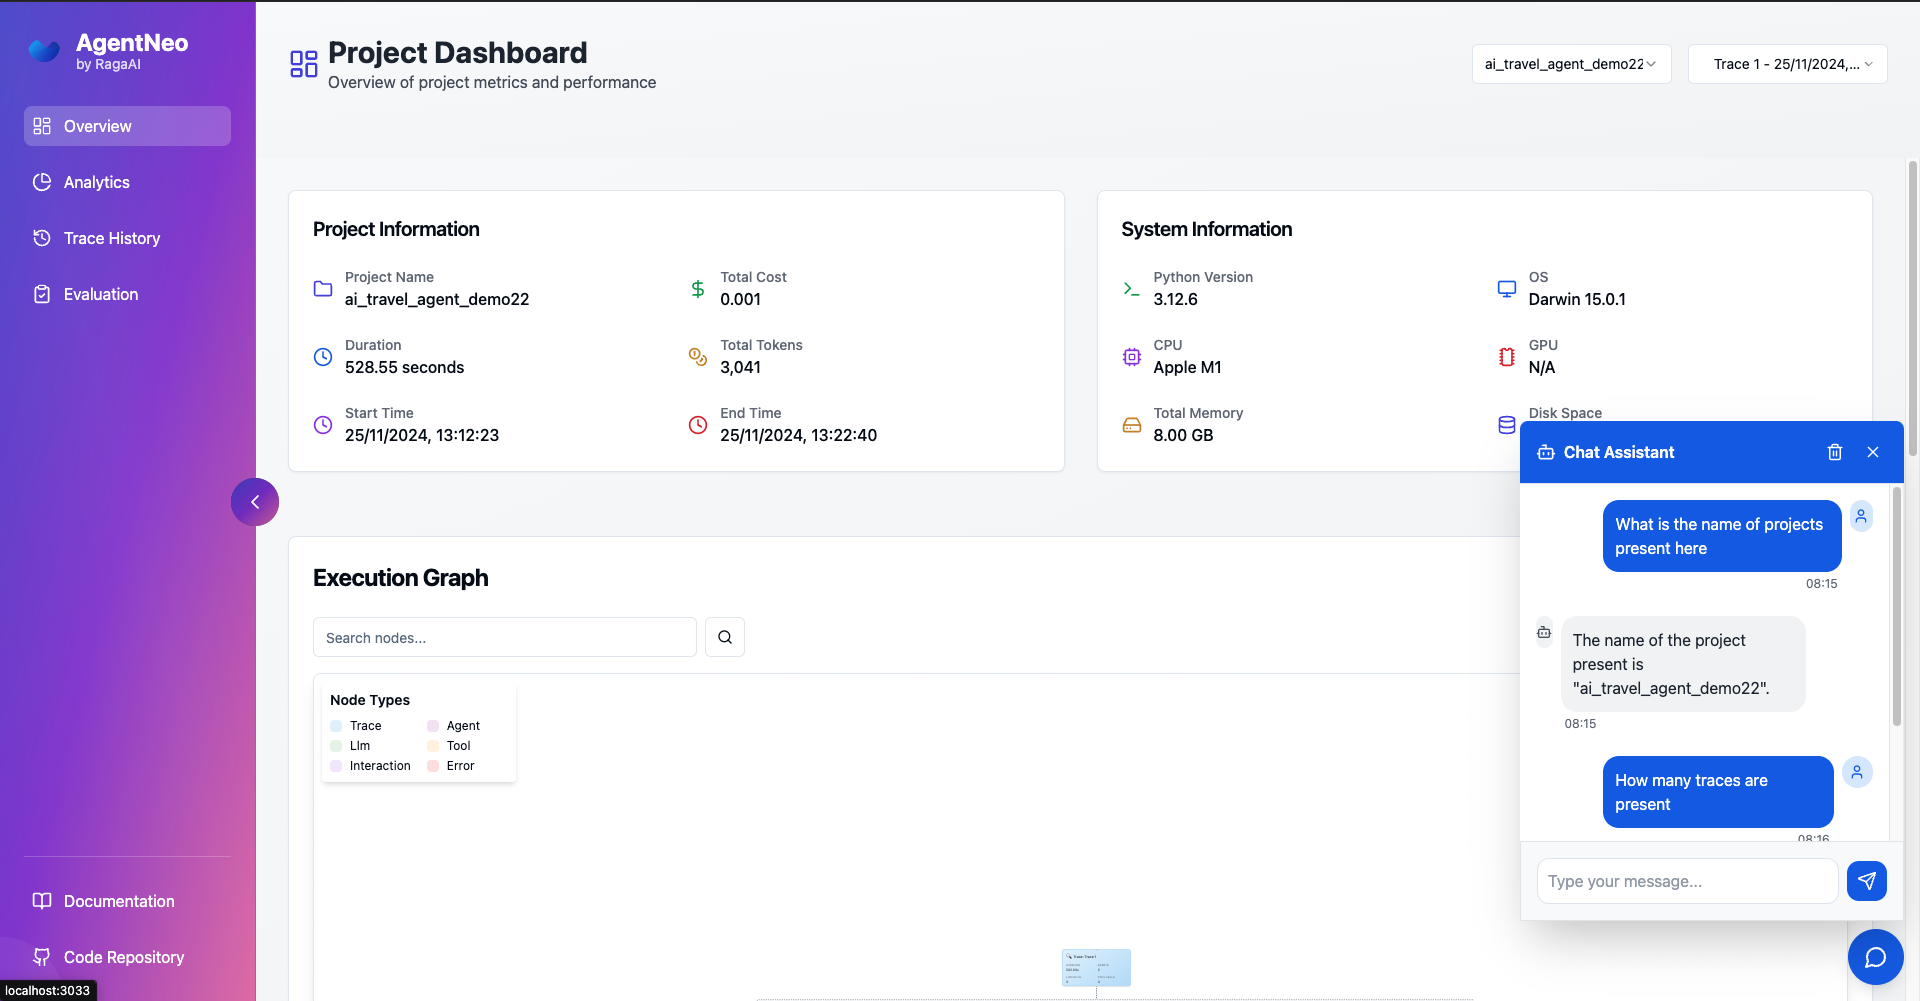 AgentNeo
by RagaAI
Overview
Analytics
Trace History
Evaluation
Documentation
Code Repository
localhost:3033
Project Dashboard
Overview of project metrics and performance
ai_travel_agent_demo22
Trace 1 - 25/11/2024,...
Project Information
Project Name
ai_travel_agent_demo22
Total Cost
0.001
Duration
528.55 seconds
Total Tokens
3,041
Start Time
25/11/2024, 13:12:23
End Time
25/11/2024, 13:22:40
System Information
Python Version
3.12.6
OS
Darwin 15.0.1
CPU
Apple M1
GPU
N/A
Total Memory
8.00 GB
Disk Space
Execution Graph
Search nodes...
Node Types
Trace
Agent
Llm
Tool
Interaction
Error
Chat Assistant
What is the name of projects
present here
08:15
The name of the project
present is
"ai_travel_agent_demo22".
08:15
How many traces are
present
08:16
Type your message...